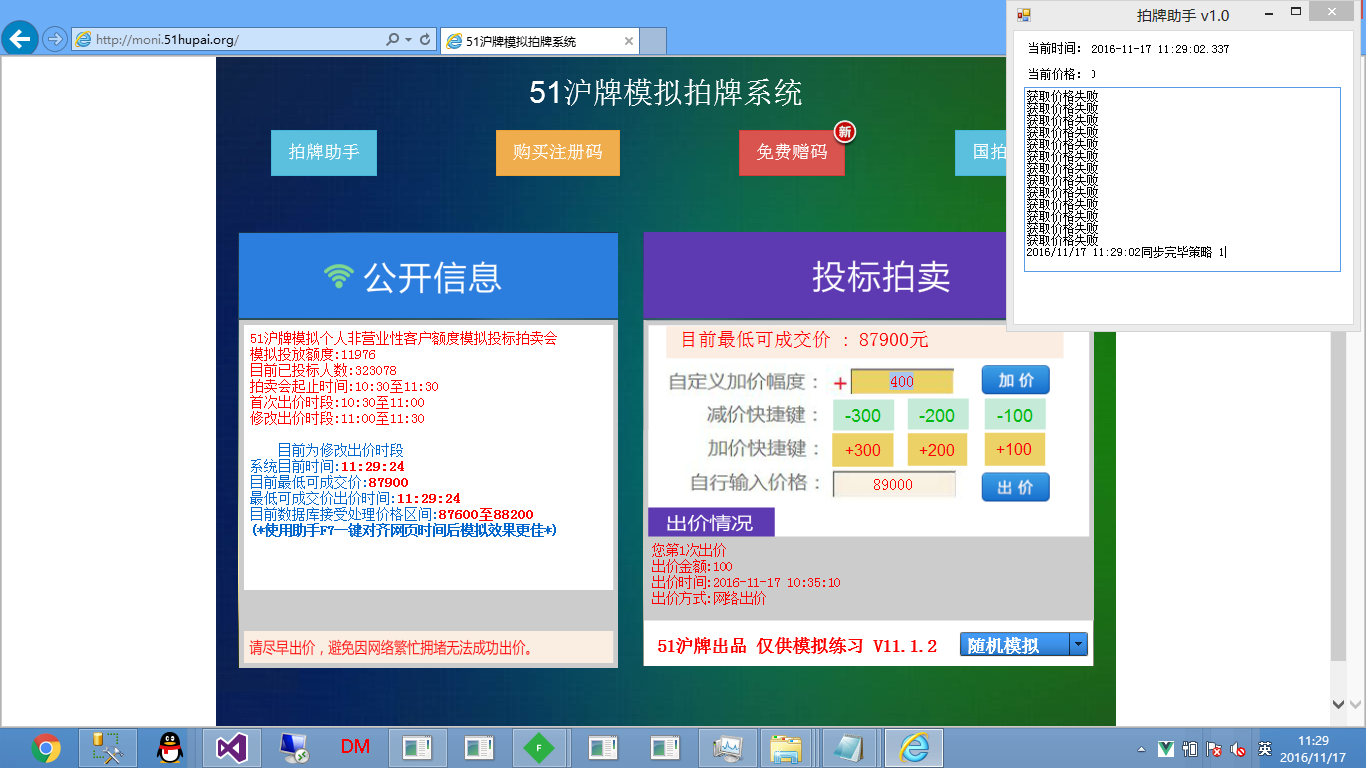 拍牌助手 v1.0
http://moni.51hupai.org/
51沪牌模拟拍牌系统
当前时间: 2016-11-17 11:29:02.337
当前价格: 0
获取价格失败
获取价格失败
获取价格失败
获取价格失败
获取价格失败
获取价格失败
获取价格失败
获取价格失败
获取价格失败
获取价格失败
获取价格失败
获取价格失败
获取价格失败
2016/11/17 11:29:02同步完毕策略 1
51沪牌模拟拍牌系统
拍牌助手
购买注册码
免费赠码
新
国拍
公开信息
51沪牌模拟个人非营业性客户额度模拟投标拍卖会
模拟投放额度:11976
目前已投标人数:323078
拍卖会起止时间:10:30至11:30
首次出价时段:10:30至11:00
修改出价时段:11:00至11:30
目前为修改出价时段
系统目前时间:11:29:24
目前最低可成交价:87900
最低可成交价出价时间:11:29:24
目前数据库接受处理价格区间:87600至88200
(*使用助手F7一键对齐网页时间后模拟效果更佳*)
请尽早出价，避免因网络繁忙拥堵无法成功出价。
投标拍卖
目前最低可成交价 : 87900元
自定义加价幅度： + 400 加 价
减价快捷键： -300 -200 -100
加价快捷键： +300 +200 +100
自行输入价格： 89000 出 价
出价情况
您第1次出价
出价金额:100
出价时间:2016-11-17 10:35:10
出价方式:网络出价
51沪牌出品 仅供模拟练习 V11.1.2
随机模拟
DM
F
英
11:29
2016/11/17